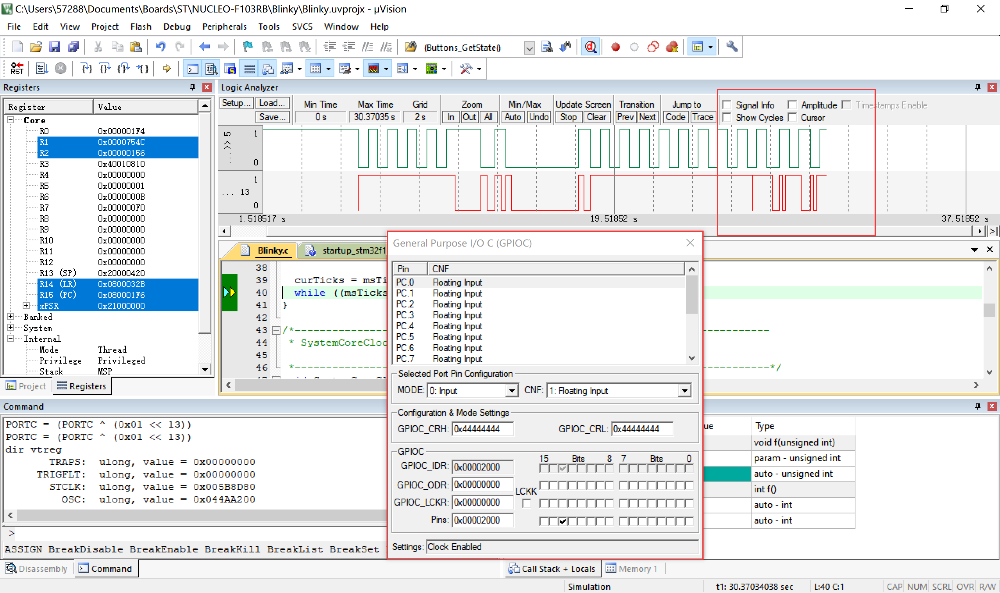 C:\Users\57288\Documents\Boards\ST\NUCLEO-F103RB\Blinky\Blinky.uvprojx - µVision
File Edit View Project Flash Debug Peripherals Tools SVCS Window Help
(Buttons_GetState()
RST
Registers
Register Value
Core
R0 0x000001F4
R1 0x0000754C
R2 0x00000156
R3 0x40010810
R4 0x00000000
R5 0x00000001
R6 0x0000000B
R7 0x000000F0
R8 0x00000000
R9 0x00000000
R10 0x00000000
R11 0x00000000
R12 0x00000000
R13 (SP) 0x20000420
R14 (LR) 0x0800032B
R15 (PC) 0x080001F6
xPSR 0x21000000
Banked
System
Internal
Mode Thread
Privilege Privileged
Stack MSP
Project Registers
Logic Analyzer
Setup... Load... Min Time Max Time Grid Zoom Min/Max Update Screen Transition Jump to Signal Info Amplitude Timestamps Enable
Save... 0 s 30.37035 s 2 s In Out All Auto Undo Stop Clear Prev Next Code Trace Show Cycles Cursor
1
0
1
... 13
0
1.518517 s 19.51852 s 37.51852 s
Blinky.c startup_stm32f1
38
39 curTicks = msTi
40 while ((msTicks
41 }
42
43 /*-----------------------------------------------------------------------------
44 * SystemCoreCloc
45
46 *----------------------------------------------------------------------------*/
General Purpose I/O C (GPIOC)
Pin CNF
PC.0 Floating Input
PC.1 Floating Input
PC.2 Floating Input
PC.3 Floating Input
PC.4 Floating Input
PC.5 Floating Input
PC.6 Floating Input
PC.7 Floating Input
Selected Port Pin Configuration
MODE: 0: Input CNF: 1: Floating Input
Configuration & Mode Settings
GPIOC_CRH: 0x44444444 GPIOC_CRL: 0x44444444
GPIOC
15 Bits 8 7 Bits 0
GPIOC_IDR: 0x00002000
GPIOC_ODR: 0x00000000
LCKK
GPIOC_LCKR: 0x00000000
Pins: 0x00002000
Settings: Clock Enabled
Command
PORTC = (PORTC ^ (0x01 << 13))
PORTC = (PORTC ^ (0x01 << 13))
dir vtreg
TRAPS: ulong, value = 0x00000000
TRIGFLT: ulong, value = 0x00000000
STCLK: ulong, value = 0x005B8D80
OSC: ulong, value = 0x044AA200
>
ASSIGN BreakDisable BreakEnable BreakKill BreakList BreakSet
Disassembly Command
ue Type
void f(unsigned int)
param - unsigned int
auto - unsigned int
int f()
auto - int
auto - int
Call Stack + Locals Memory 1
Simulation t1: 30.37034038 sec L:40 C:1 CAP NUM SCRL OVR R/W